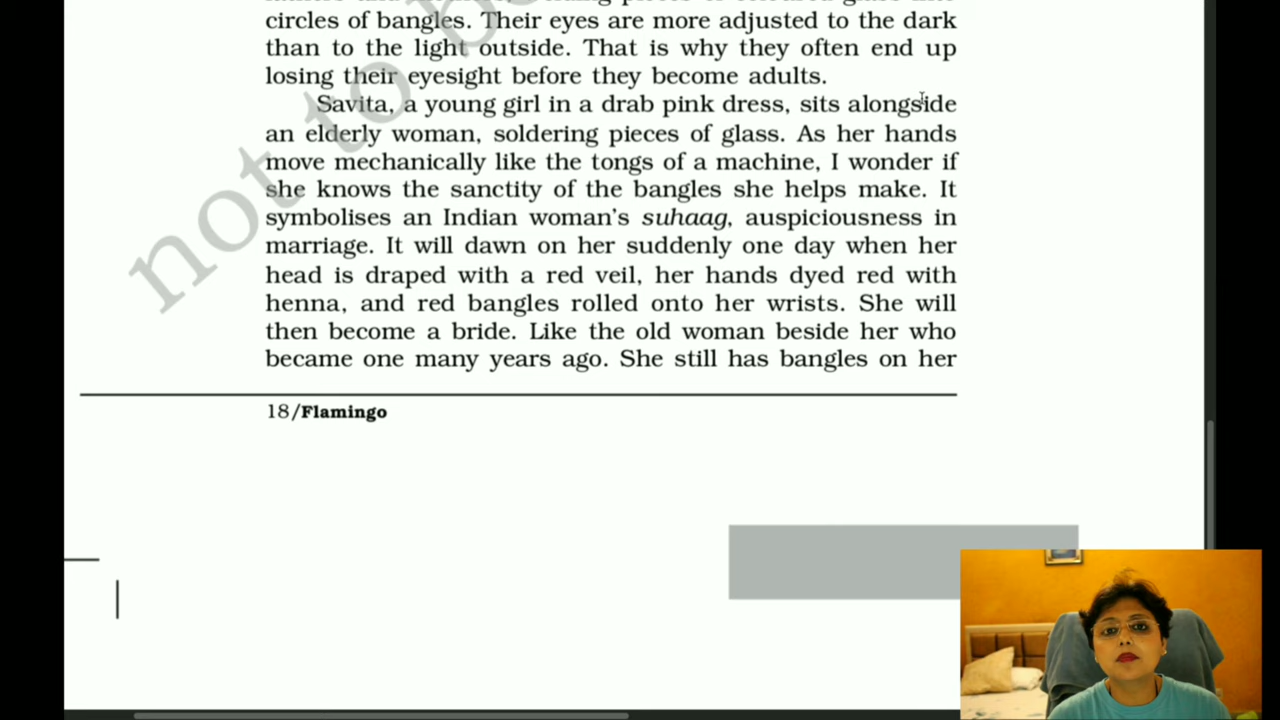 circles of bangles. Their eyes are more adjusted to the dark
than to the light outside. That is why they often end up
losing their eyesight before they become adults.
Savita, a young girl in a drab pink dress, sits alongside
an elderly woman, soldering pieces of glass. As her hands
move mechanically like the tongs of a machine, I wonder if
she knows the sanctity of the bangles she helps make. It
symbolises an Indian woman's suhaag, auspiciousness in
marriage. It will dawn on her suddenly one day when her
head is draped with a red veil, her hands dyed red with
henna, and red bangles rolled onto her wrists. She will
then become a bride. Like the old woman beside her who
became one many years ago. She still has bangles on her
18/Flamingo
not to be